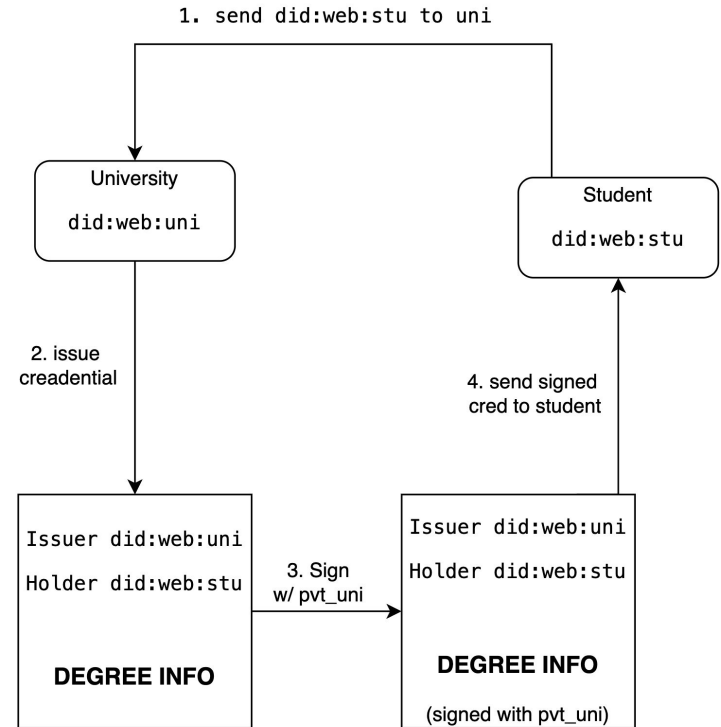 1. send did:web:stu to uni
University
did:web:uni
Student
did:web:stu
2. issue
creadential
4. send signed
cred to student
Issuer did:web:uni
Holder did:web:stu
DEGREE INFO
3. Sign
w/ pvt_uni
Issuer did:web:uni
Holder did:web:stu
DEGREE INFO
(signed with pvt_uni)